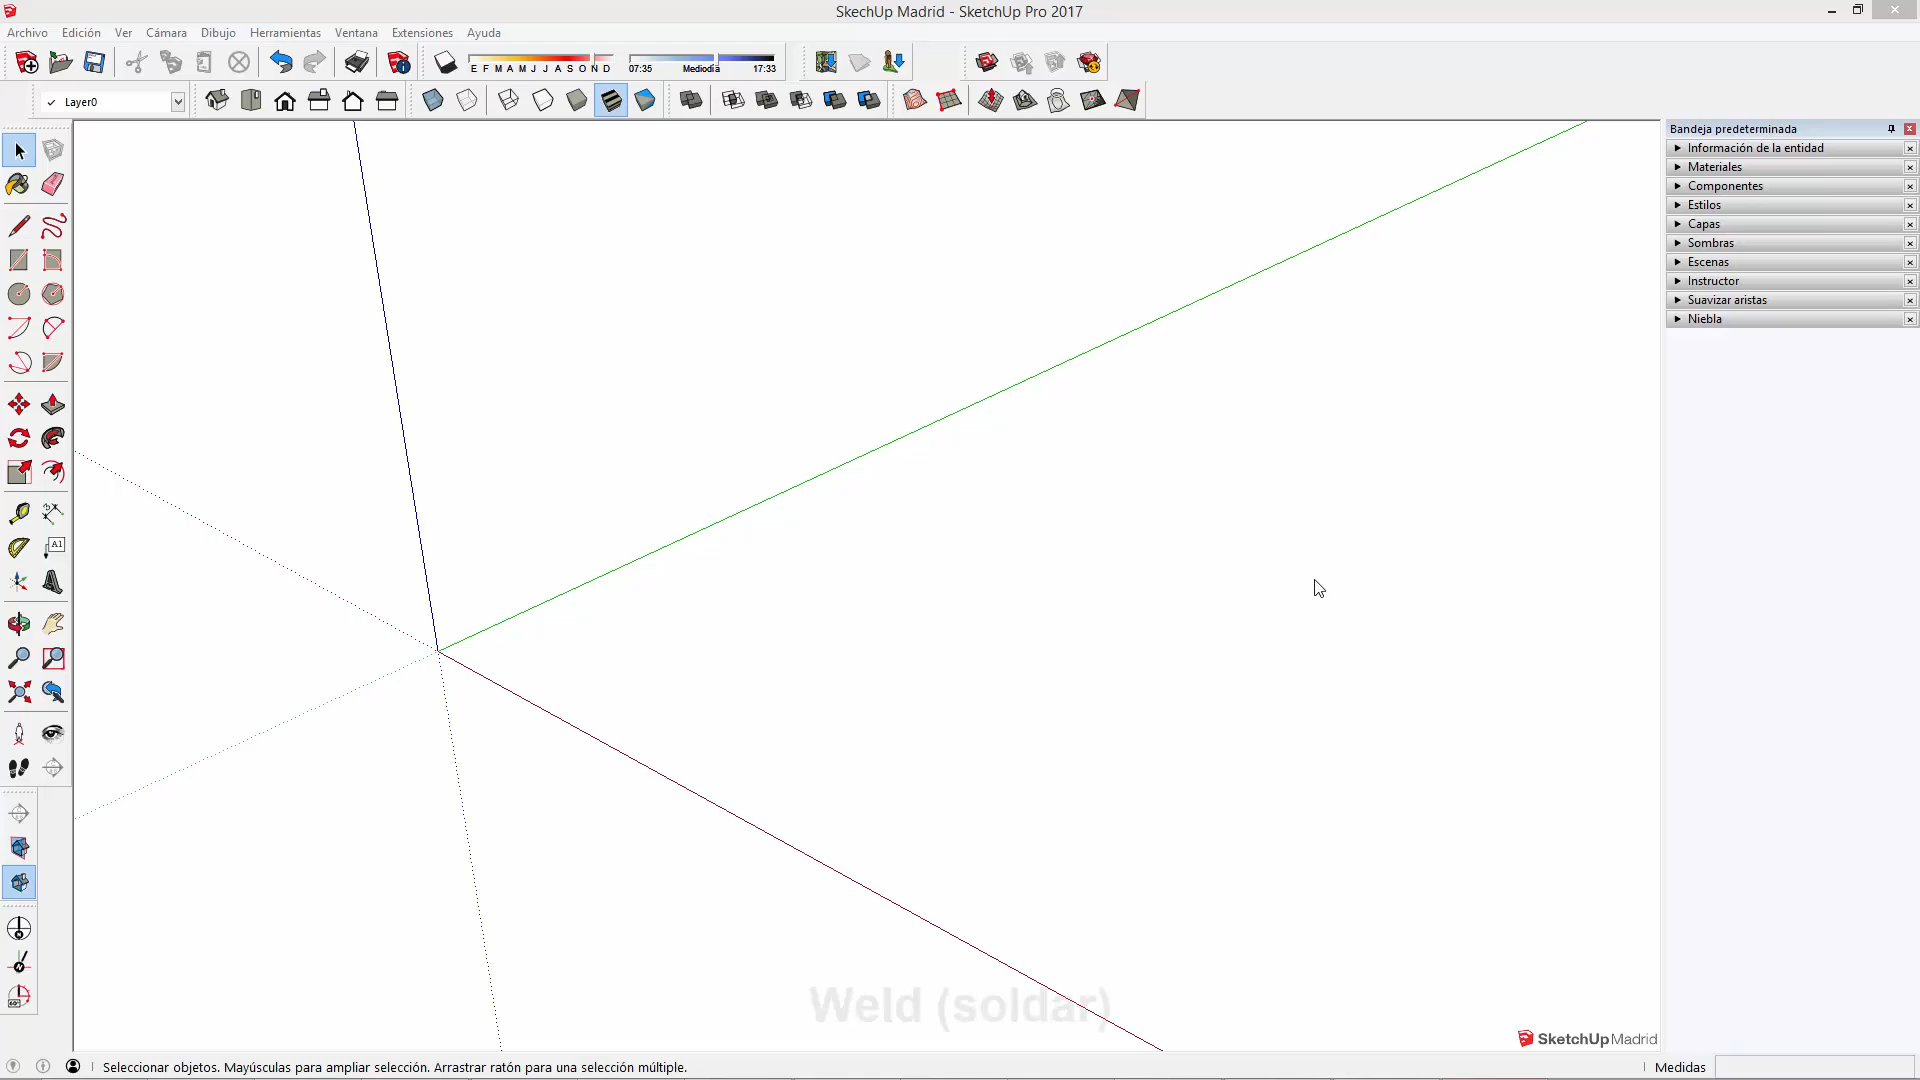 SkechUp Madrid - SketchUp Pro 2017
Archivo Edición Ver Cámara Dibujo Herramientas Ventana Extensiones Ayuda
E F M A M J J A S O N D
07:35 Mediodía 17:33
Layer0
Bandeja predeterminada
Información de la entidad
Materiales
Componentes
Estilos
Capas
Sombras
Escenas
Instructor
Suavizar aristas
Niebla
A1
Weld (soldar)
SketchUp Madrid
Seleccionar objetos. Mayúsculas para ampliar selección. Arrastrar ratón para una selección múltiple.
Medidas